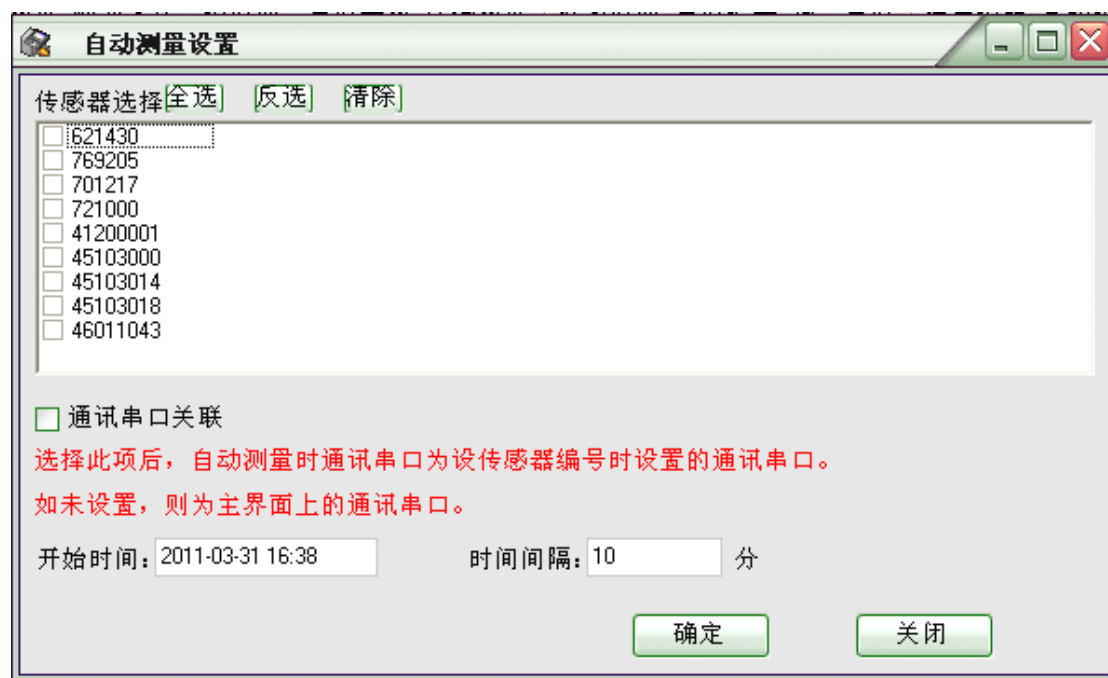 自动测量设置
传感器选择 全选 反选 清除
621430
769205
701217
721000
41200001
45103000
45103014
45103018
46011043
通讯串口关联
选择此项后，自动测量时通讯串口为设传感器编号时设置的通讯串口。
如未设置，则为主界面上的通讯串口。
开始时间: 2011-03-31 16:38 时间间隔: 10 分
确定 关闭